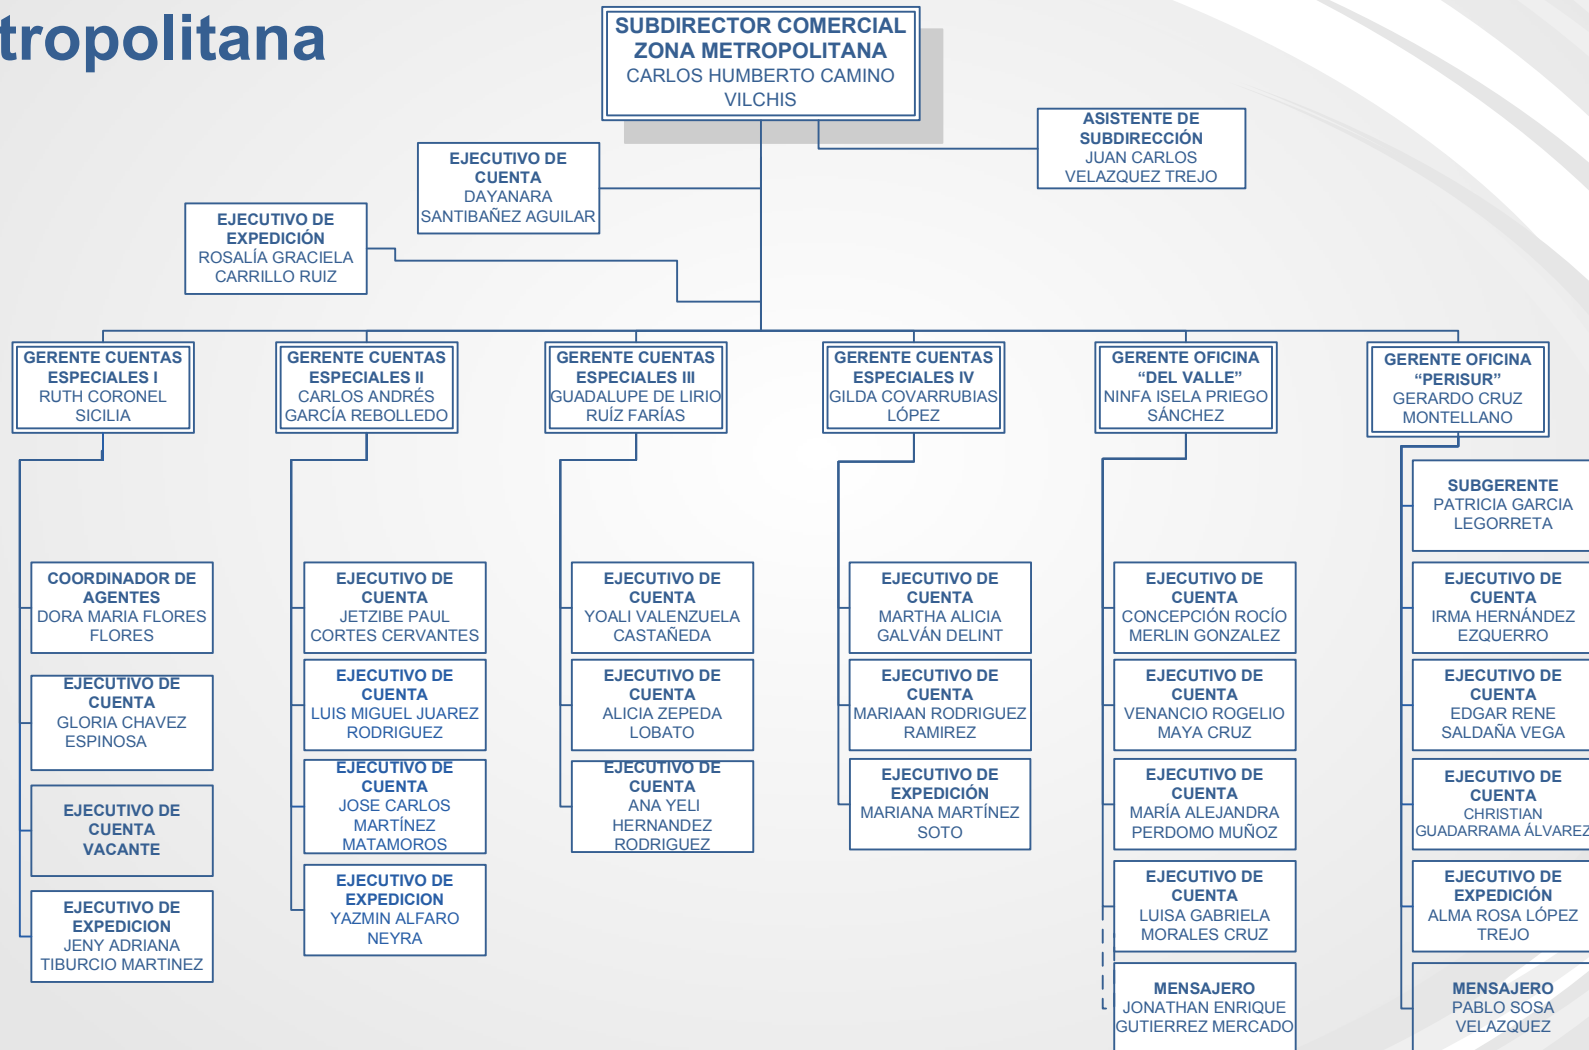 tropolitana
SUBDIRECTOR COMERCIAL
ZONA METROPOLITANA
CARLOS HUMBERTO CAMINO
VILCHIS
ASISTENTE DE
SUBDIRECCIÓN
JUAN CARLOS
VELAZQUEZ TREJO
EJECUTIVO DE
CUENTA
DAYANARA
SANTIBAÑEZ AGUILAR
EJECUTIVO DE
EXPEDICIÓN
ROSALÍA GRACIELA
CARRILLO RUIZ
GERENTE CUENTAS
ESPECIALES I
RUTH CORONEL
SICILIA
GERENTE CUENTAS
ESPECIALES II
CARLOS ANDRÉS
GARCÍA REBOLLEDO
GERENTE CUENTAS
ESPECIALES III
GUADALUPE DE LIRIO
RUÍZ FARÍAS
GERENTE CUENTAS
ESPECIALES IV
GILDA COVARRUBIAS
LÓPEZ
GERENTE OFICINA
“DEL VALLE”
NINFA ISELA PRIEGO
SÁNCHEZ
GERENTE OFICINA
“PERISUR”
GERARDO CRUZ
MONTELLANO
COORDINADOR DE
AGENTES
DORA MARIA FLORES
FLORES
EJECUTIVO DE
CUENTA
GLORIA CHAVEZ
ESPINOSA
EJECUTIVO DE
CUENTA
VACANTE
EJECUTIVO DE
EXPEDICION
JENY ADRIANA
TIBURCIO MARTINEZ
EJECUTIVO DE
CUENTA
JETZIBE PAUL
CORTES CERVANTES
EJECUTIVO DE
CUENTA
LUIS MIGUEL JUAREZ
RODRIGUEZ
EJECUTIVO DE
CUENTA
JOSE CARLOS
MARTÍNEZ
MATAMOROS
EJECUTIVO DE
EXPEDICION
YAZMIN ALFARO
NEYRA
EJECUTIVO DE
CUENTA
YOALI VALENZUELA
CASTAÑEDA
EJECUTIVO DE
CUENTA
ALICIA ZEPEDA
LOBATO
EJECUTIVO DE
CUENTA
ANA YELI
HERNANDEZ
RODRIGUEZ
EJECUTIVO DE
CUENTA
MARTHA ALICIA
GALVÁN DELINT
EJECUTIVO DE
CUENTA
MARIAAN RODRIGUEZ
RAMIREZ
EJECUTIVO DE
EXPEDICIÓN
MARIANA MARTÍNEZ
SOTO
EJECUTIVO DE
CUENTA
CONCEPCIÓN ROCÍO
MERLIN GONZALEZ
EJECUTIVO DE
CUENTA
VENANCIO ROGELIO
MAYA CRUZ
EJECUTIVO DE
CUENTA
MARÍA ALEJANDRA
PERDOMO MUÑOZ
EJECUTIVO DE
CUENTA
LUISA GABRIELA
MORALES CRUZ
MENSAJERO
JONATHAN ENRIQUE
GUTIERREZ MERCADO
SUBGERENTE
PATRICIA GARCIA
LEGORRETA
EJECUTIVO DE
CUENTA
IRMA HERNÁNDEZ
EZQUERRO
EJECUTIVO DE
CUENTA
EDGAR RENE
SALDAÑA VEGA
EJECUTIVO DE
CUENTA
CHRISTIAN
GUADARRAMA ÁLVAREZ
EJECUTIVO DE
EXPEDICIÓN
ALMA ROSA LÓPEZ
TREJO
MENSAJERO
PABLO SOSA
VELAZQUEZ